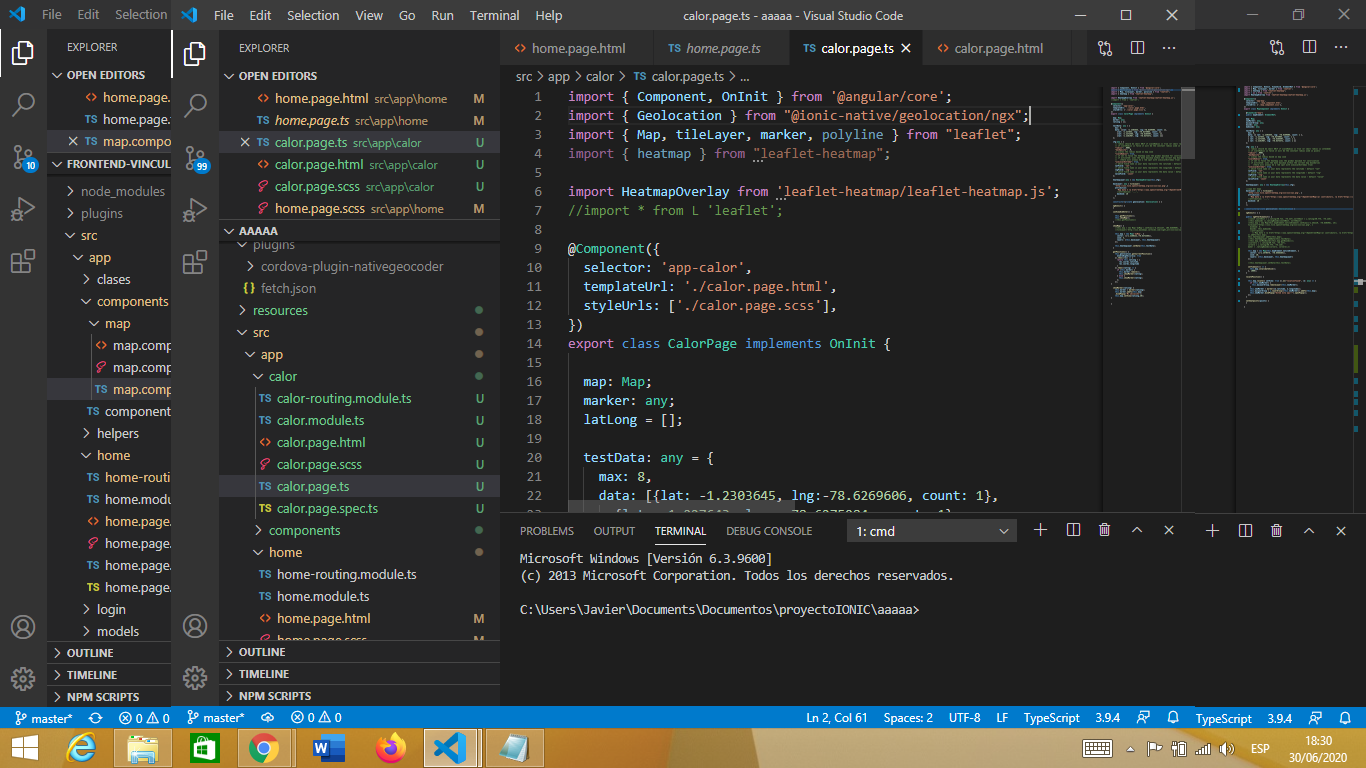 File Edit Selection
EXPLORER
OPEN EDITORS
home.page.
home.page.
map.compo
FRONTEND-VINCUL
node_modules
plugins
src
app
clases
components
map
map.comp
map.comp
map.comp
component
helpers
home
home-routi
home.modu
home.page.
home.page.
home.page.
home.page.
login
models
OUTLINE
TIMELINE
NPM SCRIPTS
10
master* 0 0
File Edit Selection View Go Run Terminal Help
calor.page.ts - aaaaa - Visual Studio Code
EXPLORER
OPEN EDITORS
home.page.html src\app\home M
home.page.ts src\app\home M
calor.page.ts src\app\calor U
calor.page.html src\app\calor U
calor.page.scss src\app\calor U
home.page.scss src\app\home M
AAAAA
plugins
cordova-plugin-nativegeocoder
fetch.json
resources
src
app
calor
calor-routing.module.ts U
calor.module.ts U
calor.page.html U
calor.page.scss U
calor.page.ts U
calor.page.spec.ts U
components
home
home-routing.module.ts
home.module.ts
home.page.html M
home.page.scss M
OUTLINE
TIMELINE
NPM SCRIPTS
99
home.page.html home.page.ts calor.page.ts calor.page.html
src > app > calor > calor.page.ts > ...
1 import { Component, OnInit } from '@angular/core';
2 import { Geolocation } from "@ionic-native/geolocation/ngx";
3 import { Map, tileLayer, marker, polyline } from "leaflet";
4 import { heatmap } from "leaflet-heatmap";
5
6 import HeatmapOverlay from 'leaflet-heatmap/leaflet-heatmap.js';
7 //import * from L 'leaflet';
8
9 @Component({
10 selector: 'app-calor',
11 templateUrl: './calor.page.html',
12 styleUrls: ['./calor.page.scss'],
13 })
14 export class CalorPage implements OnInit {
15
16 map: Map;
17 marker: any;
18 latLong = [];
19
20 testData: any = {
21 max: 8,
22 data: [{lat: -1.2303645, lng:-78.6269606, count: 1},
PROBLEMS OUTPUT TERMINAL DEBUG CONSOLE 1: cmd
Microsoft Windows [Versión 6.3.9600]
(c) 2013 Microsoft Corporation. Todos los derechos reservados.
C:\Users\Javier\Documents\Documentos\proyectoIONIC\aaaaa>
master* 0 0 Ln 2, Col 61 Spaces: 2 UTF-8 LF TypeScript 3.9.4
TypeScript 3.9.4
ESP
18:30
30/06/2020